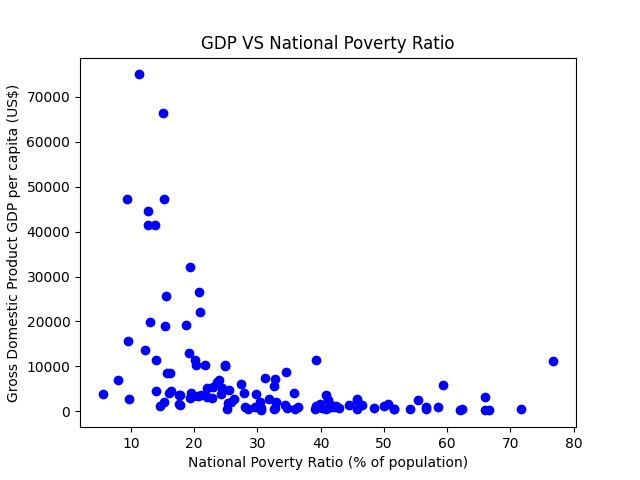 GDP VS National Poverty Ratio
Gross Domestic Product GDP per capita (US$)
70000
60000
50000
40000
30000
20000
10000
0
10 20 30 40 50 60 70 80
National Poverty Ratio (% of population)